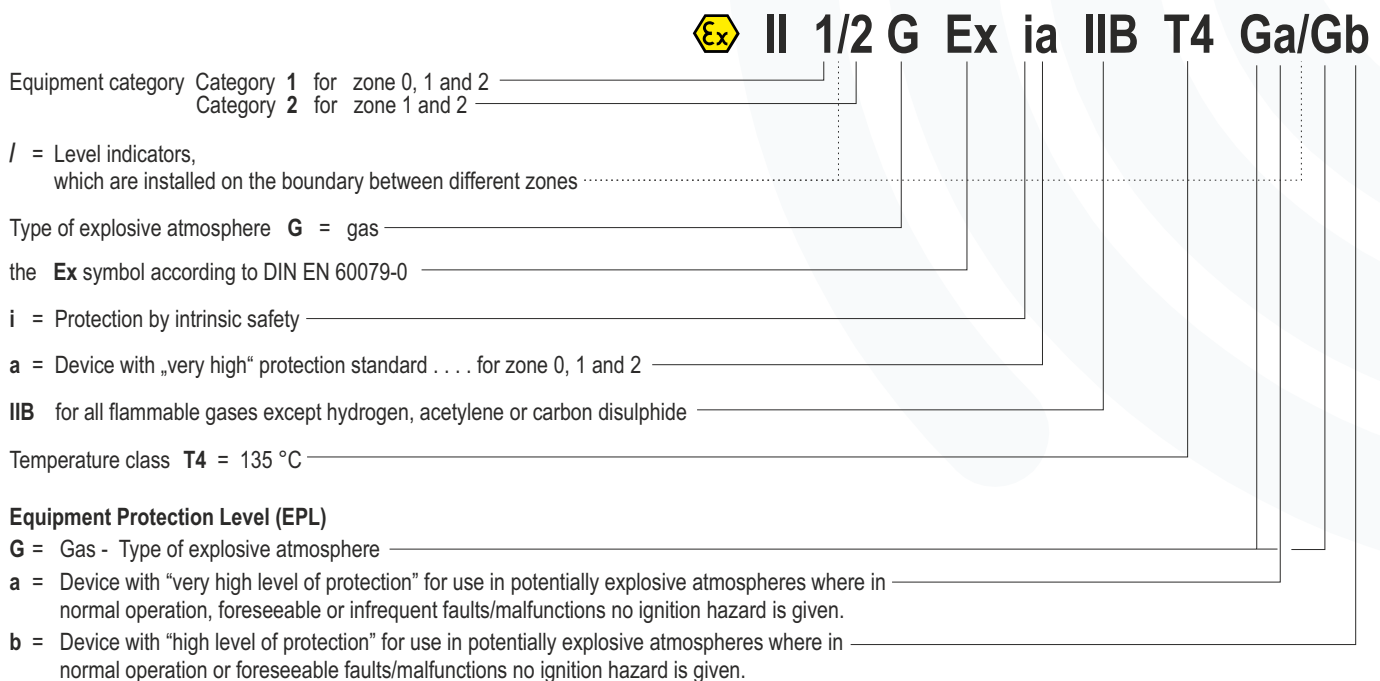 Ex II 1/2 G Ex ia IIB T4 Ga/Gb
Equipment category Category 1 for zone 0, 1 and 2
Category 2 for zone 1 and 2
/ = Level indicators,
which are installed on the boundary between different zones
Type of explosive atmosphere G = gas
the Ex symbol according to DIN EN 60079-0
i = Protection by intrinsic safety
a = Device with „very high“ protection standard . . . . for zone 0, 1 and 2
IIB for all flammable gases except hydrogen, acetylene or carbon disulphide
Temperature class T4 = 135 °C
Equipment Protection Level (EPL)
G = Gas - Type of explosive atmosphere
a = Device with “very high level of protection” for use in potentially explosive atmospheres where in
normal operation, foreseeable or infrequent faults/malfunctions no ignition hazard is given.
b = Device with “high level of protection” for use in potentially explosive atmospheres where in
normal operation or foreseeable faults/malfunctions no ignition hazard is given.